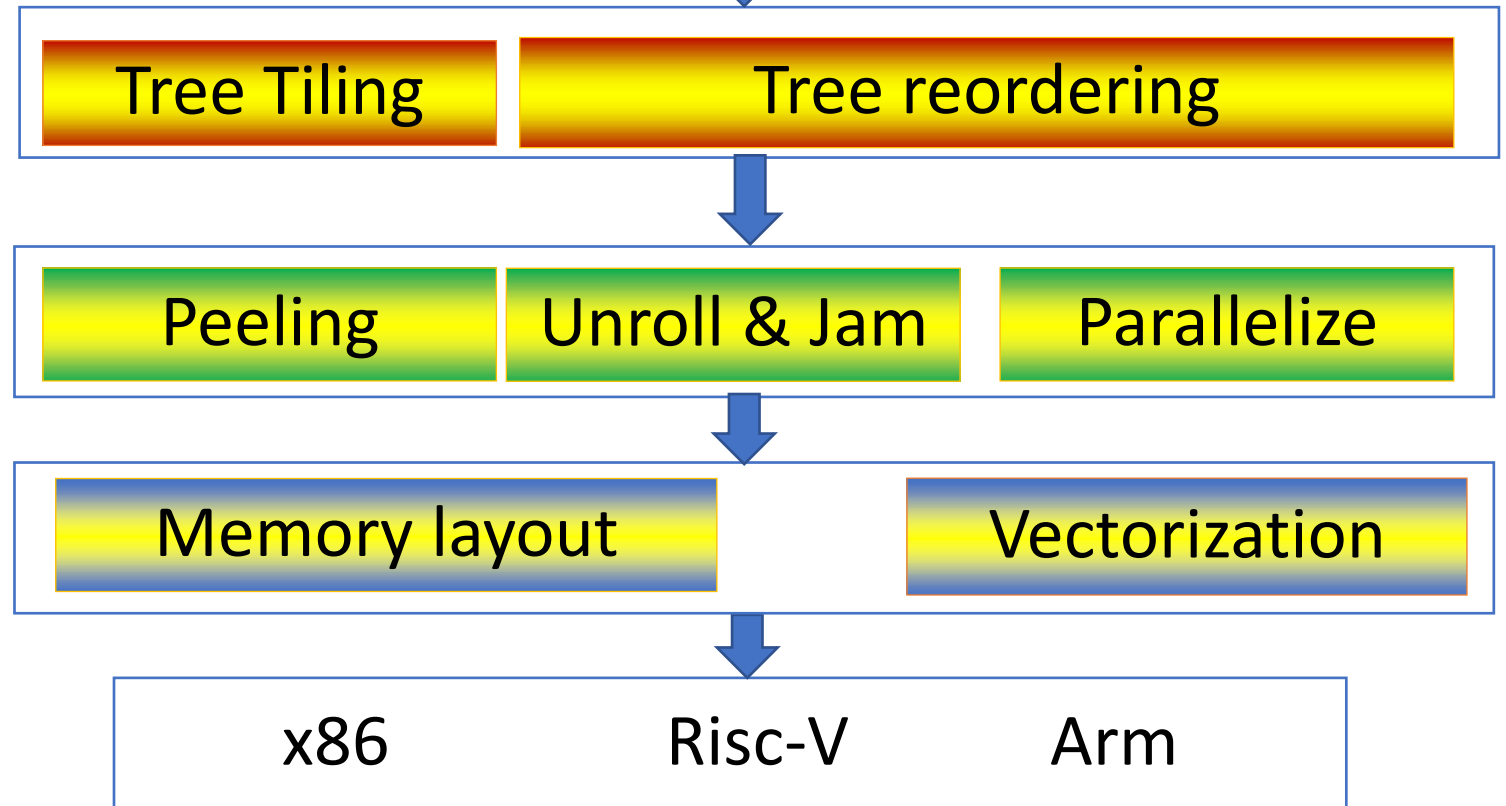 Tree Tiling Tree reordering
Peeling Unroll & Jam Parallelize
Memory layout Vectorization
x86 Risc-V Arm